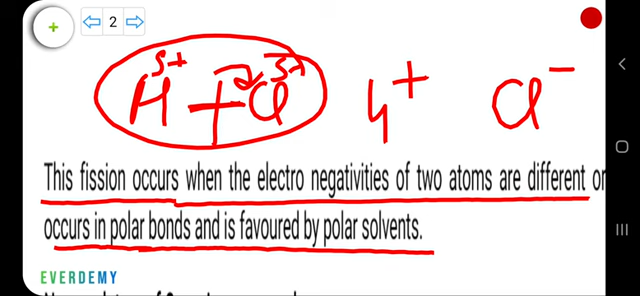 2
H δ+ Cl δ+ H+ Cl−
This fission occurs when the electro negativities of two atoms are different or
occurs in polar bonds and is favoured by polar solvents.
EVERDEMY